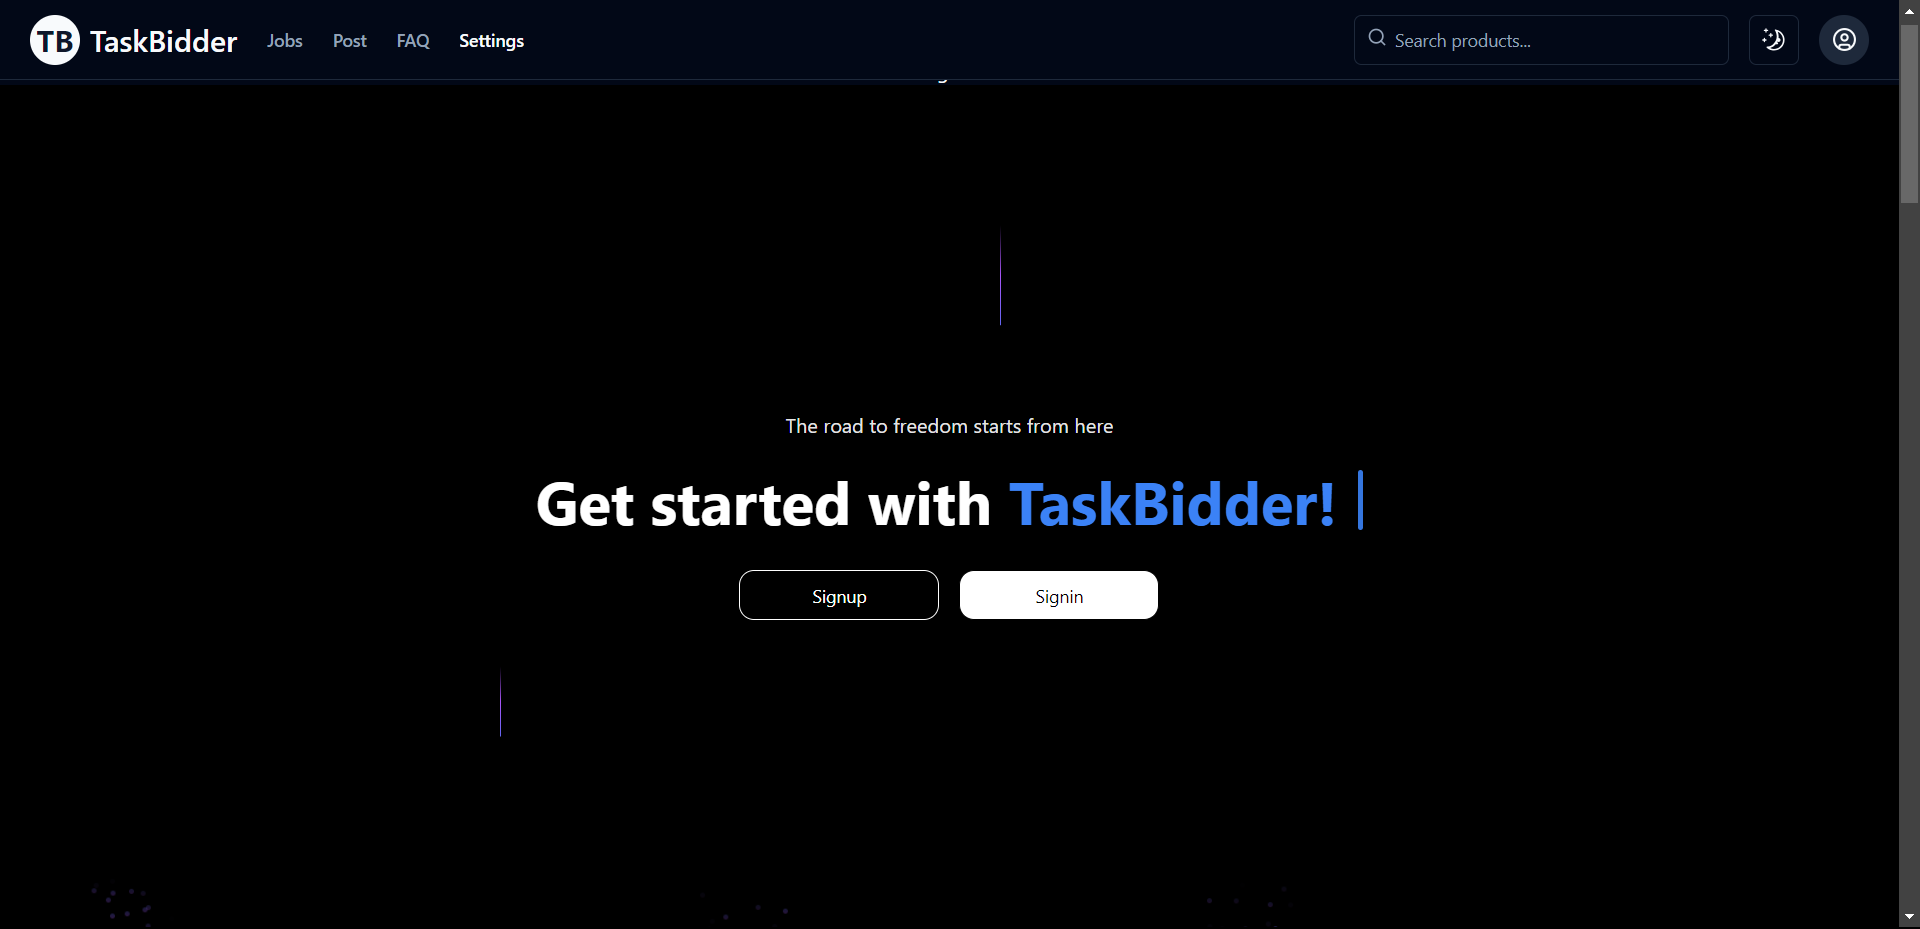 TB TaskBidder Jobs Post FAQ Settings Search products...
The road to freedom starts from here
Get started with TaskBidder!
Signup Signin